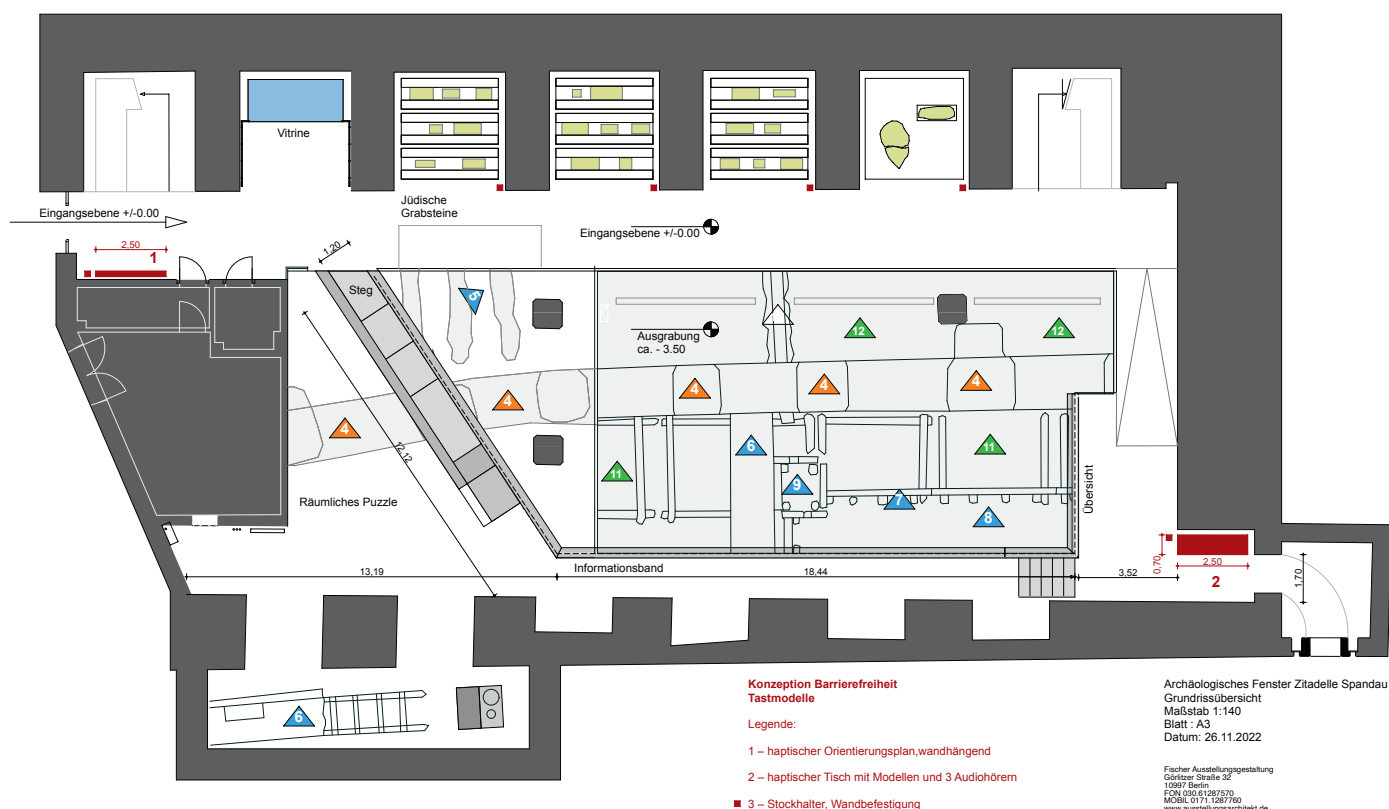 Vitrine
Eingangsebene +/-0.00
Jüdische
Grabsteine
Eingangsebene +/-0.00
2,50
1
1,20
Steg
5
Ausgrabung
ca. - 3.50
12
12
4
4
4
4
4
12,12
6
11
11
9
7
8
Räumliches Puzzle
Übersicht
Informationsband
13,19
18,44
3,52
0,70
2,50
2
1,70
6
Konzeption Barrierefreiheit
Tastmodelle
Legende:
1 – haptischer Orientierungsplan,wandhängend
2 – haptischer Tisch mit Modellen und 3 Audiohörern
3 – Stockhalter, Wandbefestigung
Archäologisches Fenster Zitadelle Spandau
Grundrissübersicht
Maßstab 1:140
Blatt : A3
Datum: 26.11.2022
Fischer Ausstellungsgestaltung
Görlitzer Straße 32
10997 Berlin
FON 030.61287570
MOBIL 0171.1287760
www.ausstellungsarchitekt.de